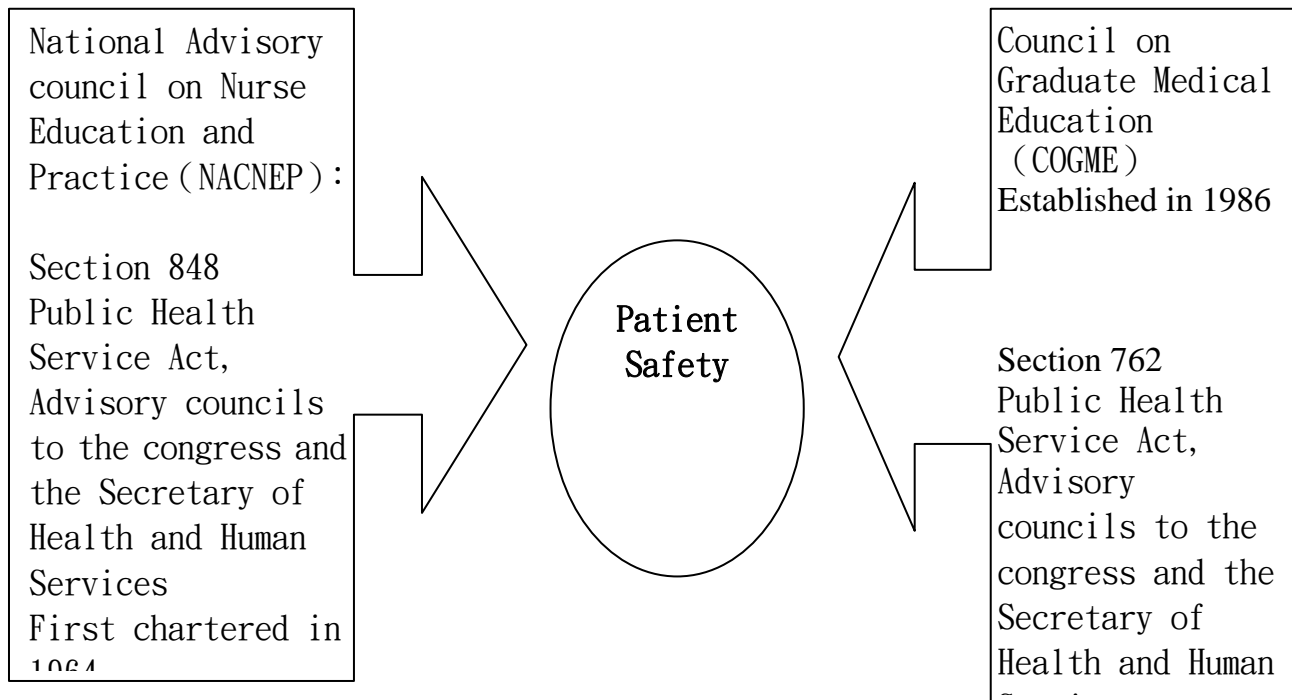 National Advisory
council on Nurse
Education and
Practice（NACNEP）:
Section 848
Public Health
Service Act,
Advisory councils
to the congress and
the Secretary of
Health and Human
Services
First chartered in
Patient
Safety
Council on
Graduate Medical
Education
（COGME）
Established in 1986
Section 762
Public Health
Service Act,
Advisory
councils to the
congress and the
Secretary of
Health and Human